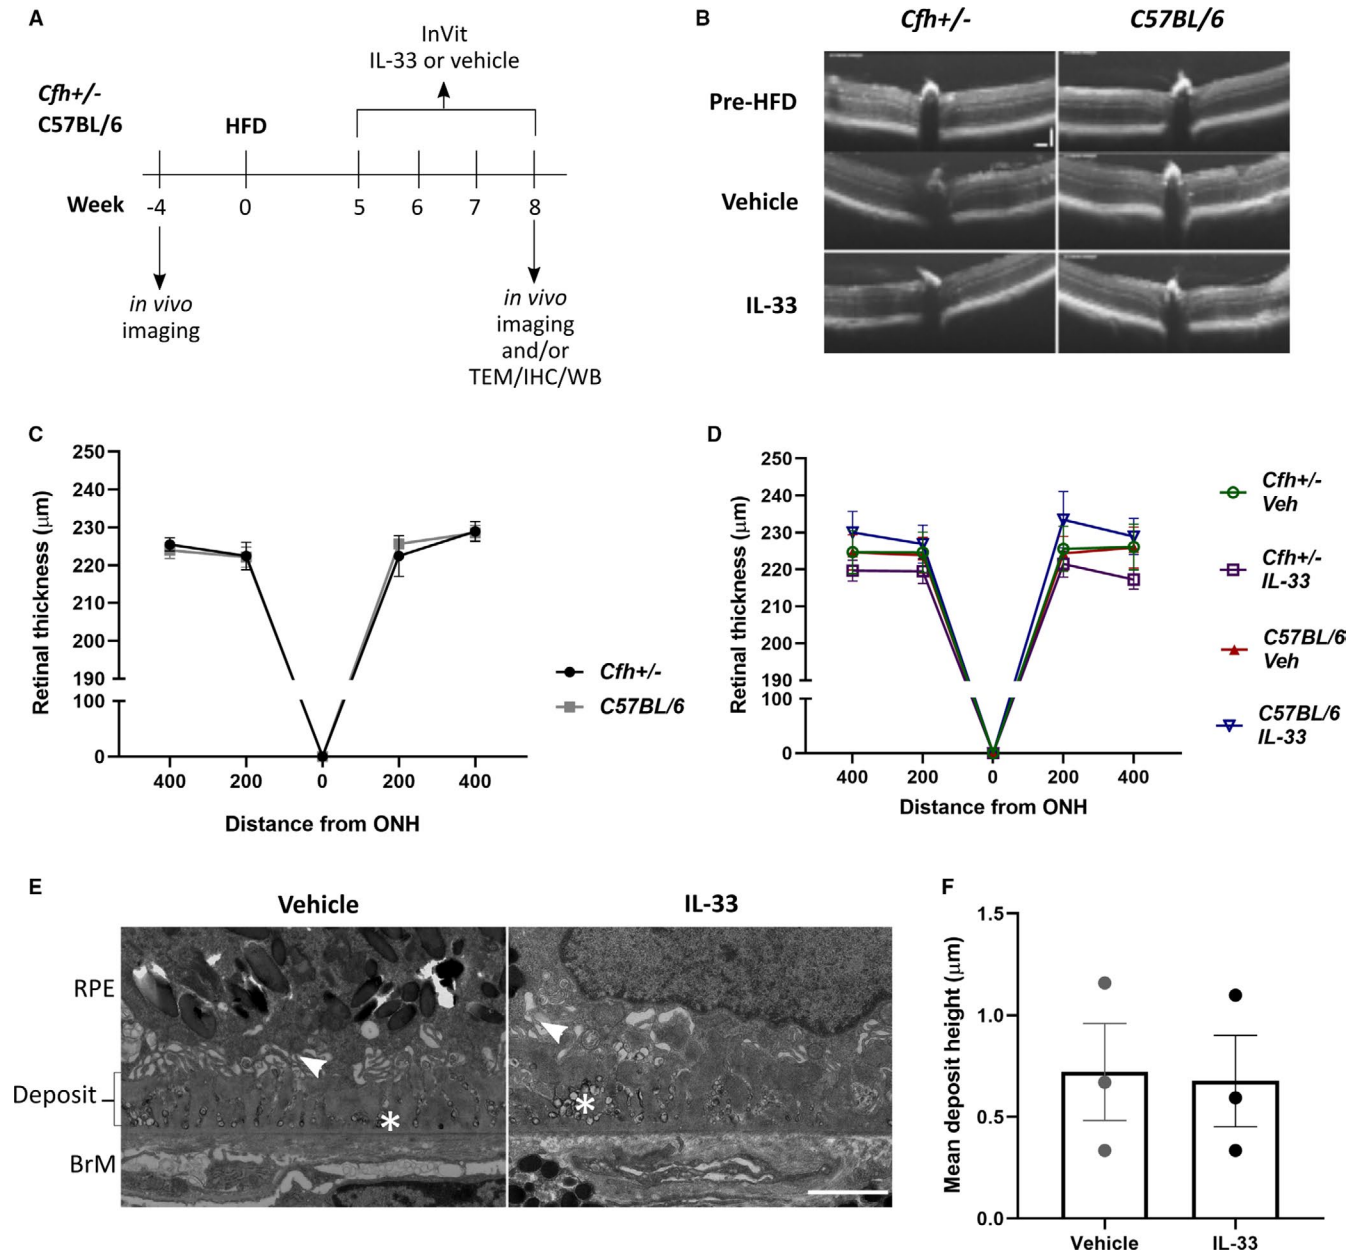 A
InVit
IL-33 or vehicle
Cfh+/-
C57BL/6
HFD
Week
-4
0
5
6
7
8
in vivo
imaging
in vivo
imaging
and/or
TEM/IHC/WB
B
Cfh+/-
C57BL/6
Pre-HFD
Vehicle
IL-33
C
Retinal thickness (μm)
250
240
230
220
210
200
190
100
0
400
200
0
200
400
Distance from ONH
Cfh+/-
C57BL/6
D
Retinal thickness (μm)
250
240
230
220
210
200
190
100
0
400
200
0
200
400
Distance from ONH
Cfh+/-
Veh
Cfh+/-
IL-33
C57BL/6
Veh
C57BL/6
IL-33
E
Vehicle
IL-33
RPE
Deposit
BrM
*
*
F
Mean deposit height (μm)
1.5
1.0
0.5
0.0
Vehicle
IL-33